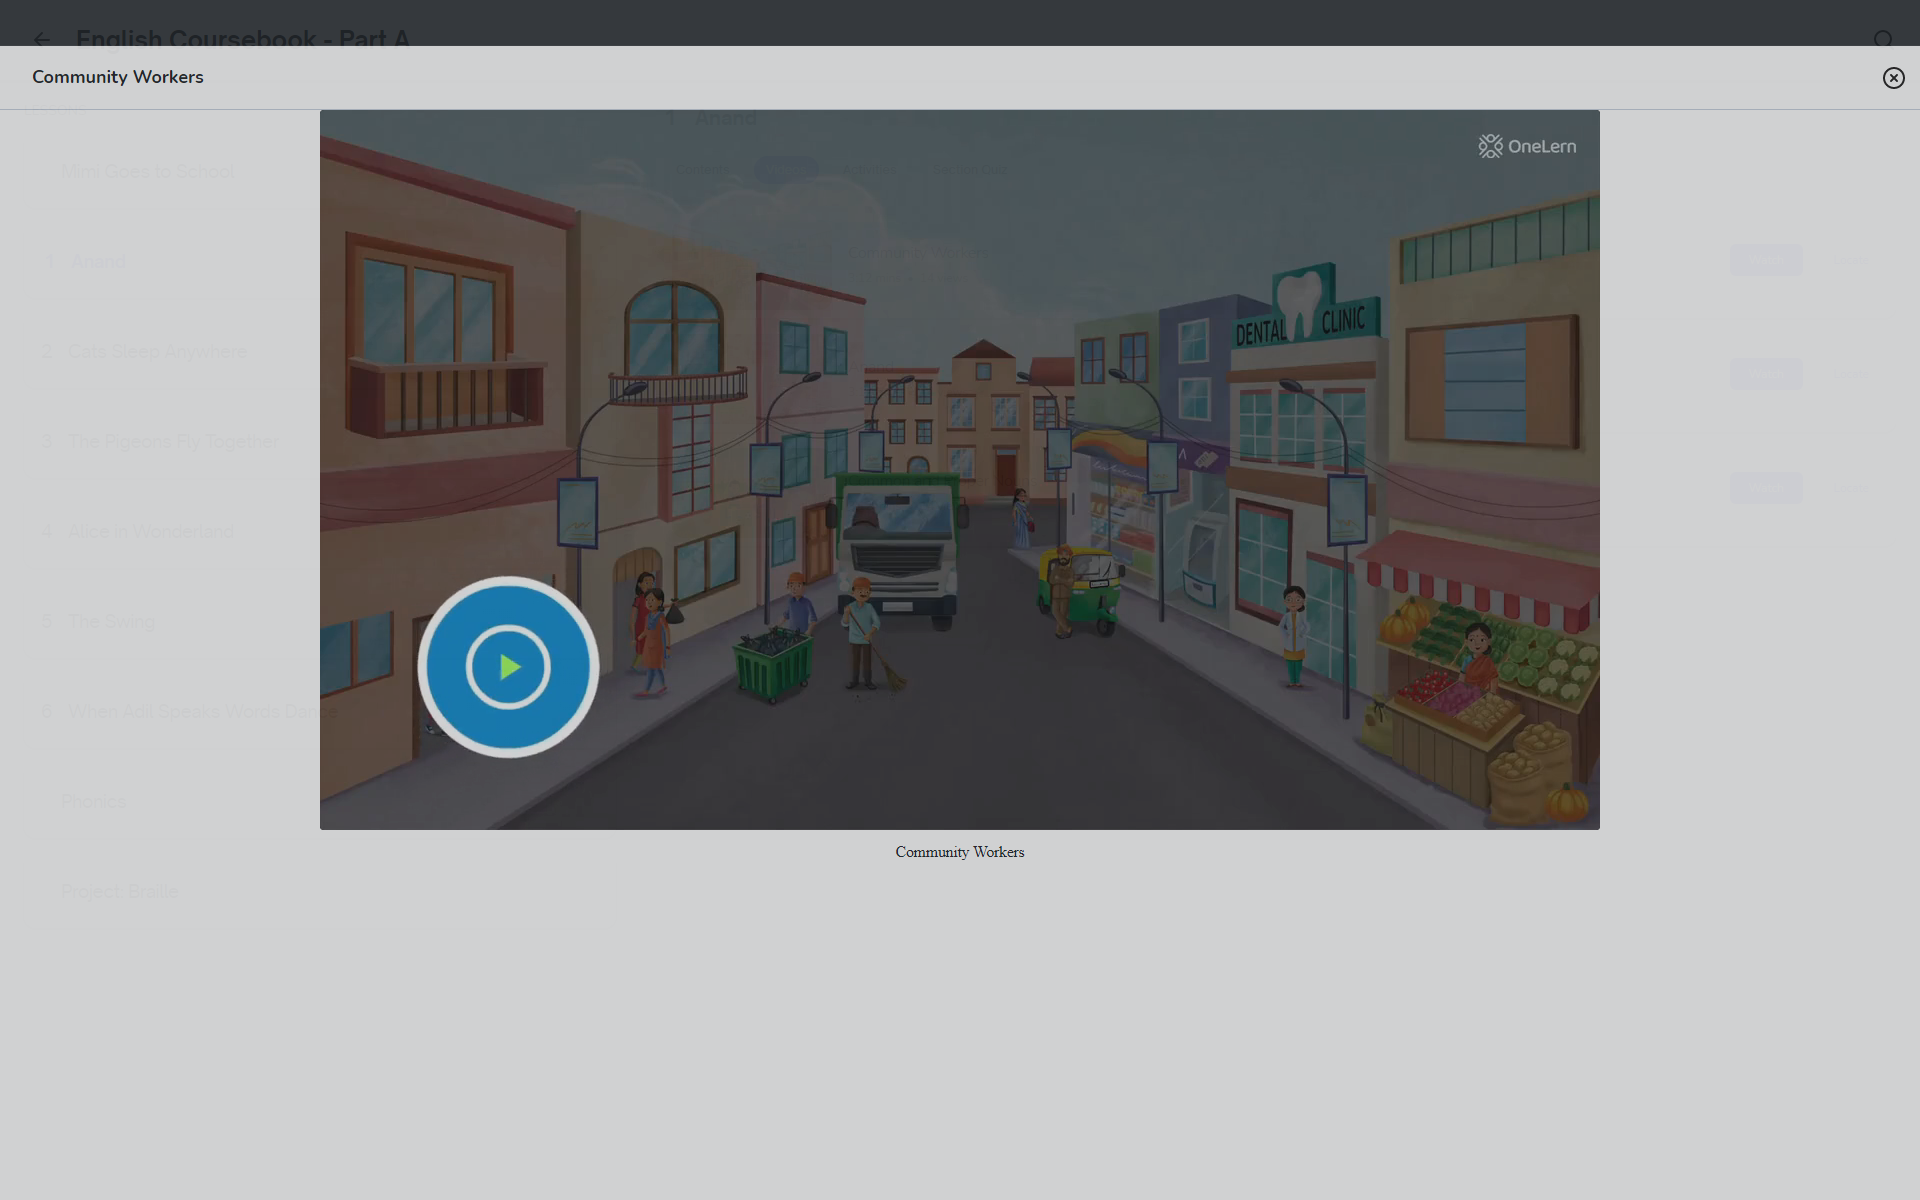 English Coursebook - Part A
Community Workers
1 Anand
Mimi Goes to School
1 Anand
2 Cats Sleep Anywhere
3 The Pigeons Fly Together
4 Alice in Wonderland
5 The Swing
6 When Adil Speaks Words Dance
Phonics
Project: Braille
OneLern
Community Workers
DENTAL CLINIC
Community Workers